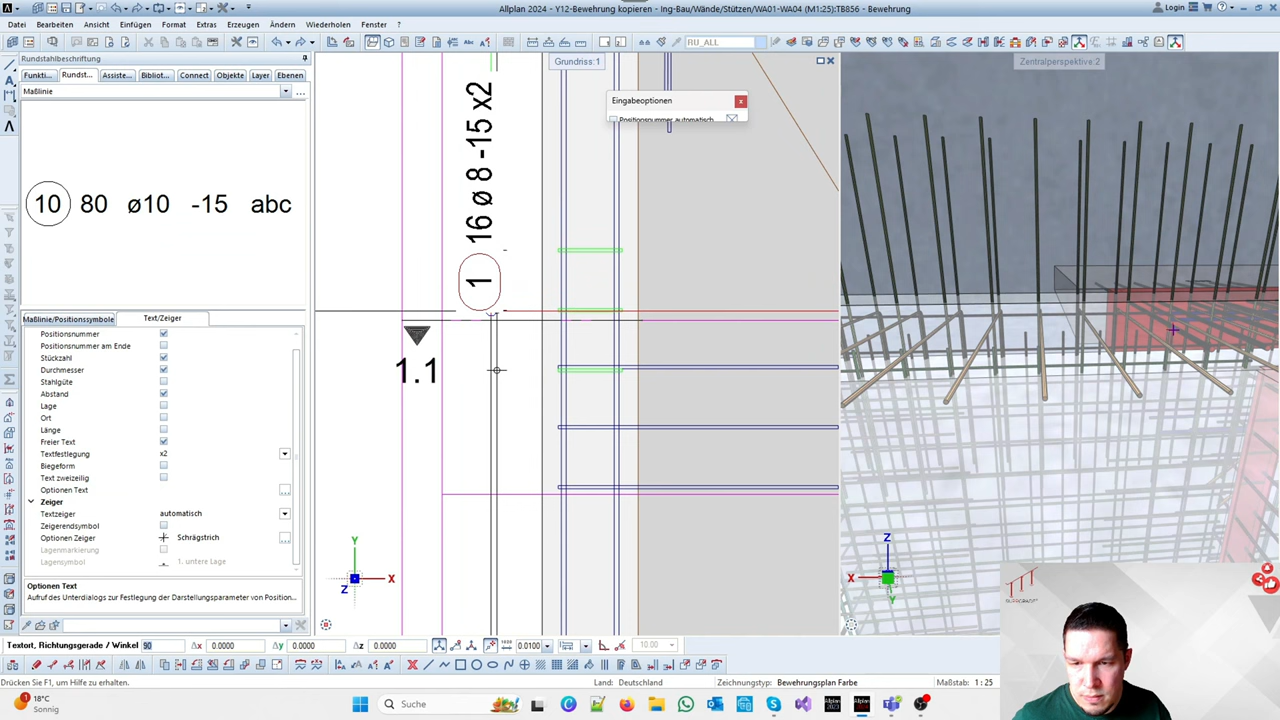 Allplan 2024 - Y12-Bewehrung kopieren - Ing-Bau/Wände/Stützen/WA01-WA04 (M1:25):TB856 - Bewehrung
Login
Datei Bearbeiten Ansicht Einfügen Format Extras Erzeugen Ändern Wiederholen Fenster ?
RU_ALL
Rundstahlbeschriftung
Funkti... Rundst... Assiste... Bibliot... Connect Objekte Layer Ebenen
Maßlinie
10 80 ø10 -15 abc
Maßlinie/Positionssymbole Text/Zeiger
Positionsnummer
Positionsnummer am Ende
Stückzahl
Durchmesser
Stahlgüte
Abstand
Lage
Ort
Länge
Freier Text
Textfestlegung x2
Biegeform
Text zweizeilig
Optionen Text
Zeiger
Textzeiger automatisch
Zeigerendsymbol
Optionen Zeiger Schrägstrich
Lagenmarkierung
Lagensymbol 1. untere Lage
Optionen Text
Aufruf des Unterdialogs zur Festlegung der Darstellungsparameter von Position...
Grundriss:1
Eingabeoptionen
Positionsnummer automatisch
1 16 ø 8 -15 x2
1.1
Y
X
Z
Zentralperspektive:2
Z
X
Y
Textort, Richtungsgerade / Winkel 90 Δx 0.0000 Δy 0.0000 Δz 0.0000 0.0100 10.00
Drücken Sie F1, um Hilfe zu erhalten. Land: Deutschland Zeichnungstyp: Bewehrungsplan Farbe Maßstab: 1 : 25
1
18°C
Sonnig
Suche